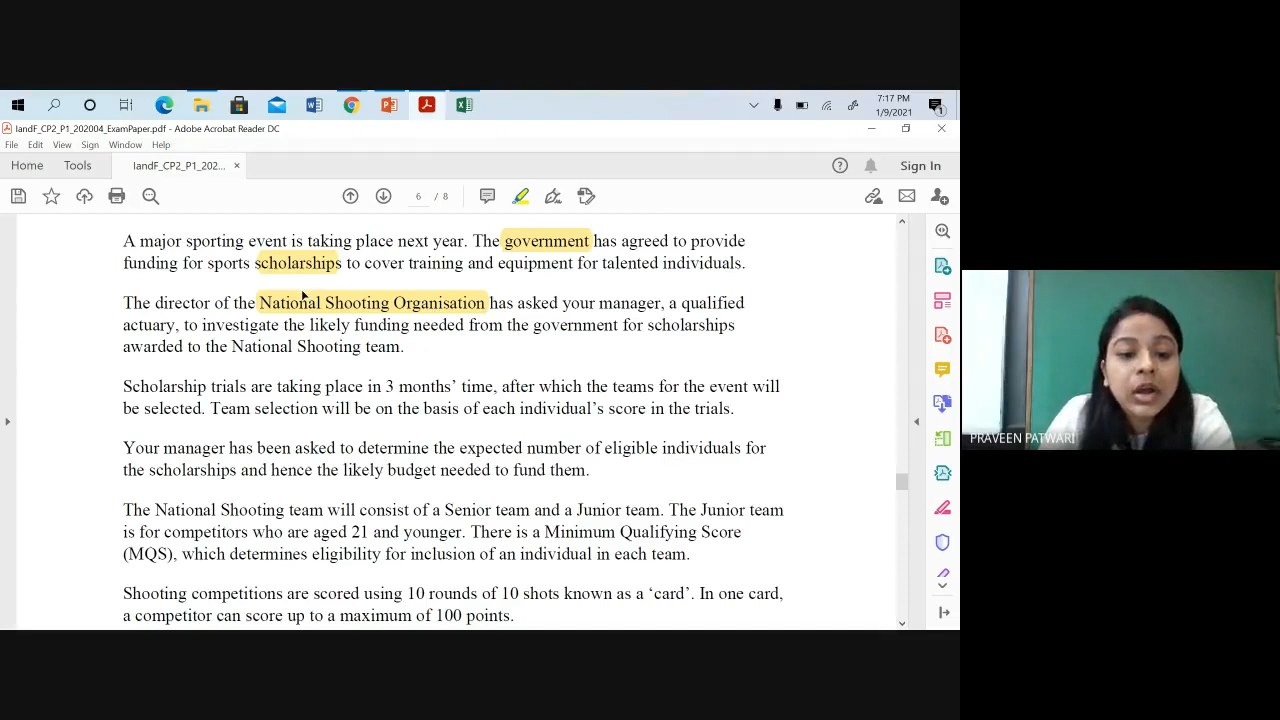 7:17 PM
1/9/2021
IandF_CP2_P1_202004_ExamPaper.pdf - Adobe Acrobat Reader DC
File Edit View Sign Window Help
Home Tools IandF_CP2_P1_202... × Sign In
6 / 8
A major sporting event is taking place next year. The government has agreed to provide
funding for sports scholarships to cover training and equipment for talented individuals.
The director of the National Shooting Organisation has asked your manager, a qualified
actuary, to investigate the likely funding needed from the government for scholarships
awarded to the National Shooting team.
Scholarship trials are taking place in 3 months’ time, after which the teams for the event will
be selected. Team selection will be on the basis of each individual’s score in the trials.
Your manager has been asked to determine the expected number of eligible individuals for
the scholarships and hence the likely budget needed to fund them.
The National Shooting team will consist of a Senior team and a Junior team. The Junior team
is for competitors who are aged 21 and younger. There is a Minimum Qualifying Score
(MQS), which determines eligibility for inclusion of an individual in each team.
Shooting competitions are scored using 10 rounds of 10 shots known as a ‘card’. In one card,
a competitor can score up to a maximum of 100 points.
PRAVEEN PATWARI